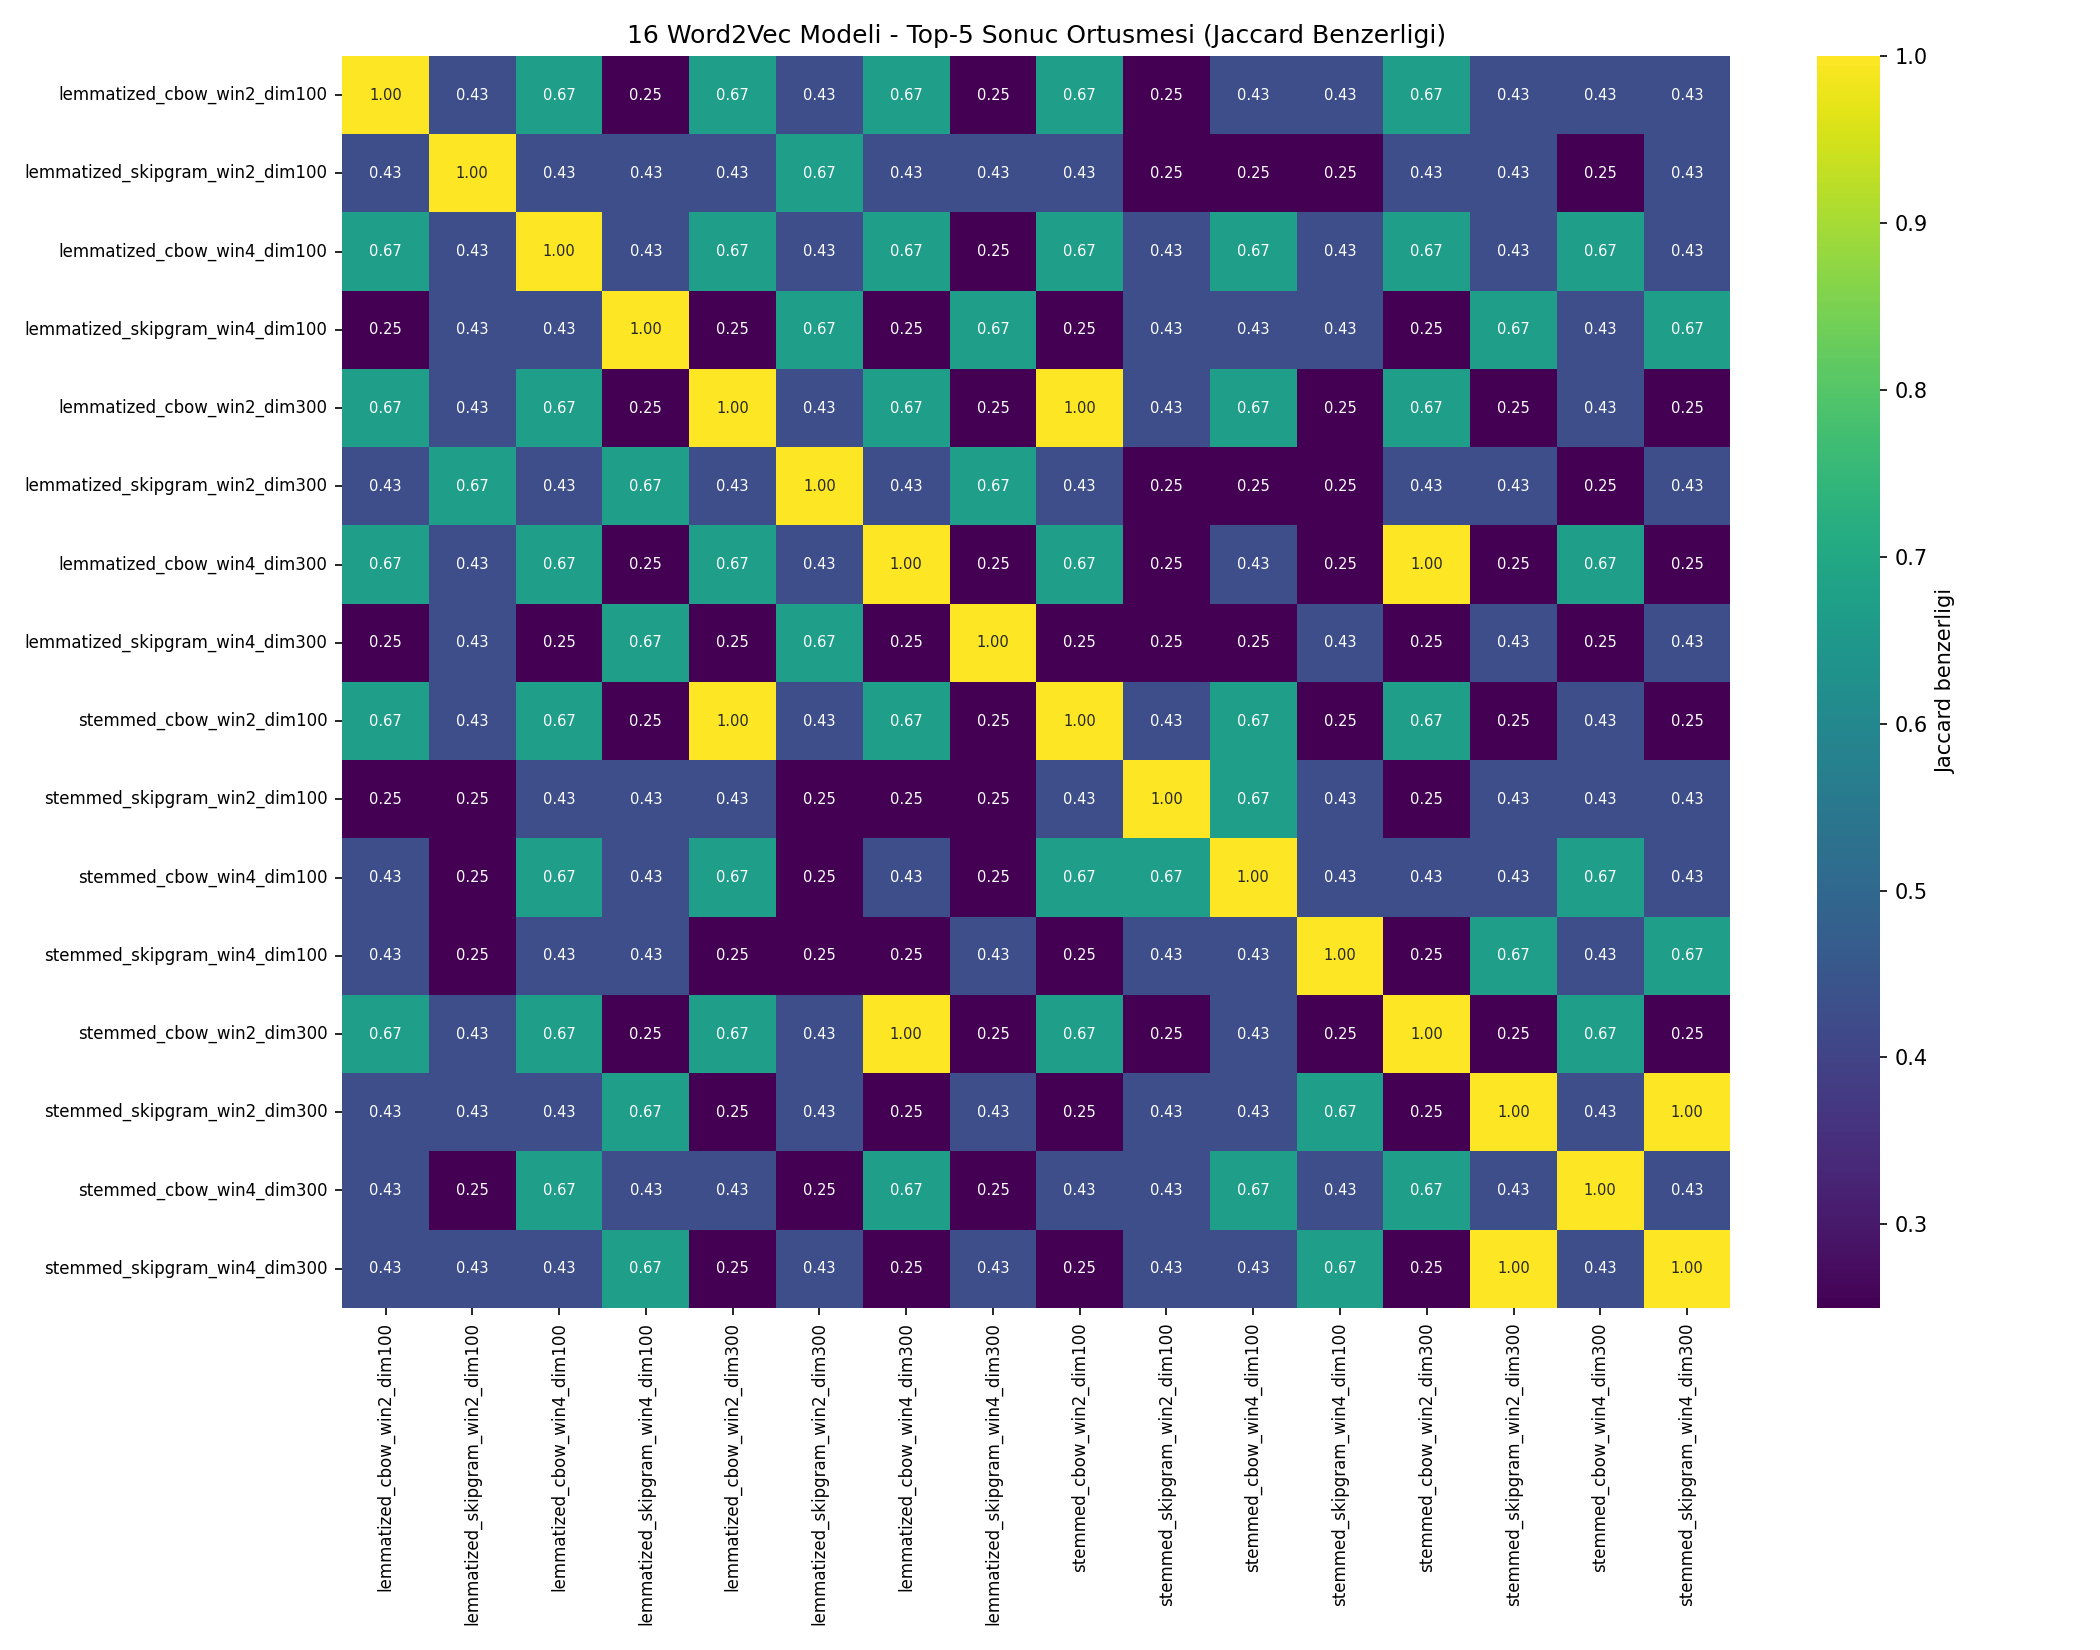 16 Word2Vec Modeli - Top-5 Sonuc Ortusmesi (Jaccard Benzerligi)
lemmatized_cbow_win2_dim100 1.00 0.43 0.67 0.25 0.67 0.43 0.67 0.25 0.67 0.25 0.43 0.43 0.67 0.43 0.43 0.43
lemmatized_skipgram_win2_dim100 0.43 1.00 0.43 0.43 0.43 0.67 0.43 0.43 0.43 0.25 0.25 0.25 0.43 0.43 0.25 0.43
lemmatized_cbow_win4_dim100 0.67 0.43 1.00 0.43 0.67 0.43 0.67 0.25 0.67 0.43 0.67 0.43 0.67 0.43 0.67 0.43
lemmatized_skipgram_win4_dim100 0.25 0.43 0.43 1.00 0.25 0.67 0.25 0.67 0.25 0.43 0.43 0.43 0.25 0.67 0.43 0.67
lemmatized_cbow_win2_dim300 0.67 0.43 0.67 0.25 1.00 0.43 0.67 0.25 1.00 0.43 0.67 0.25 0.67 0.25 0.43 0.25
lemmatized_skipgram_win2_dim300 0.43 0.67 0.43 0.67 0.43 1.00 0.43 0.67 0.43 0.25 0.25 0.25 0.43 0.43 0.25 0.43
lemmatized_cbow_win4_dim300 0.67 0.43 0.67 0.25 0.67 0.43 1.00 0.25 0.67 0.25 0.43 0.25 1.00 0.25 0.67 0.25
lemmatized_skipgram_win4_dim300 0.25 0.43 0.25 0.67 0.25 0.67 0.25 1.00 0.25 0.25 0.25 0.43 0.25 0.43 0.25 0.43
stemmed_cbow_win2_dim100 0.67 0.43 0.67 0.25 1.00 0.43 0.67 0.25 1.00 0.43 0.67 0.25 0.67 0.25 0.43 0.25
stemmed_skipgram_win2_dim100 0.25 0.25 0.43 0.43 0.43 0.25 0.25 0.25 0.43 1.00 0.67 0.43 0.25 0.43 0.43 0.43
stemmed_cbow_win4_dim100 0.43 0.25 0.67 0.43 0.67 0.25 0.43 0.25 0.67 0.67 1.00 0.43 0.43 0.43 0.67 0.43
stemmed_skipgram_win4_dim100 0.43 0.25 0.43 0.43 0.25 0.25 0.25 0.43 0.25 0.43 0.43 1.00 0.25 0.67 0.43 0.67
stemmed_cbow_win2_dim300 0.67 0.43 0.67 0.25 0.67 0.43 1.00 0.25 0.67 0.25 0.43 0.25 1.00 0.25 0.67 0.25
stemmed_skipgram_win2_dim300 0.43 0.43 0.43 0.67 0.25 0.43 0.25 0.43 0.25 0.43 0.43 0.67 0.25 1.00 0.43 1.00
stemmed_cbow_win4_dim300 0.43 0.25 0.67 0.43 0.43 0.25 0.67 0.25 0.43 0.43 0.67 0.43 0.67 0.43 1.00 0.43
stemmed_skipgram_win4_dim300 0.43 0.43 0.43 0.67 0.25 0.43 0.25 0.43 0.25 0.43 0.43 0.67 0.25 1.00 0.43 1.00
lemmatized_cbow_win2_dim100
lemmatized_skipgram_win2_dim100
lemmatized_cbow_win4_dim100
lemmatized_skipgram_win4_dim100
lemmatized_cbow_win2_dim300
lemmatized_skipgram_win2_dim300
lemmatized_cbow_win4_dim300
lemmatized_skipgram_win4_dim300
stemmed_cbow_win2_dim100
stemmed_skipgram_win2_dim100
stemmed_cbow_win4_dim100
stemmed_skipgram_win4_dim100
stemmed_cbow_win2_dim300
stemmed_skipgram_win2_dim300
stemmed_cbow_win4_dim300
stemmed_skipgram_win4_dim300
1.0
0.9
0.8
0.7
0.6
0.5
0.4
0.3
Jaccard benzerligi